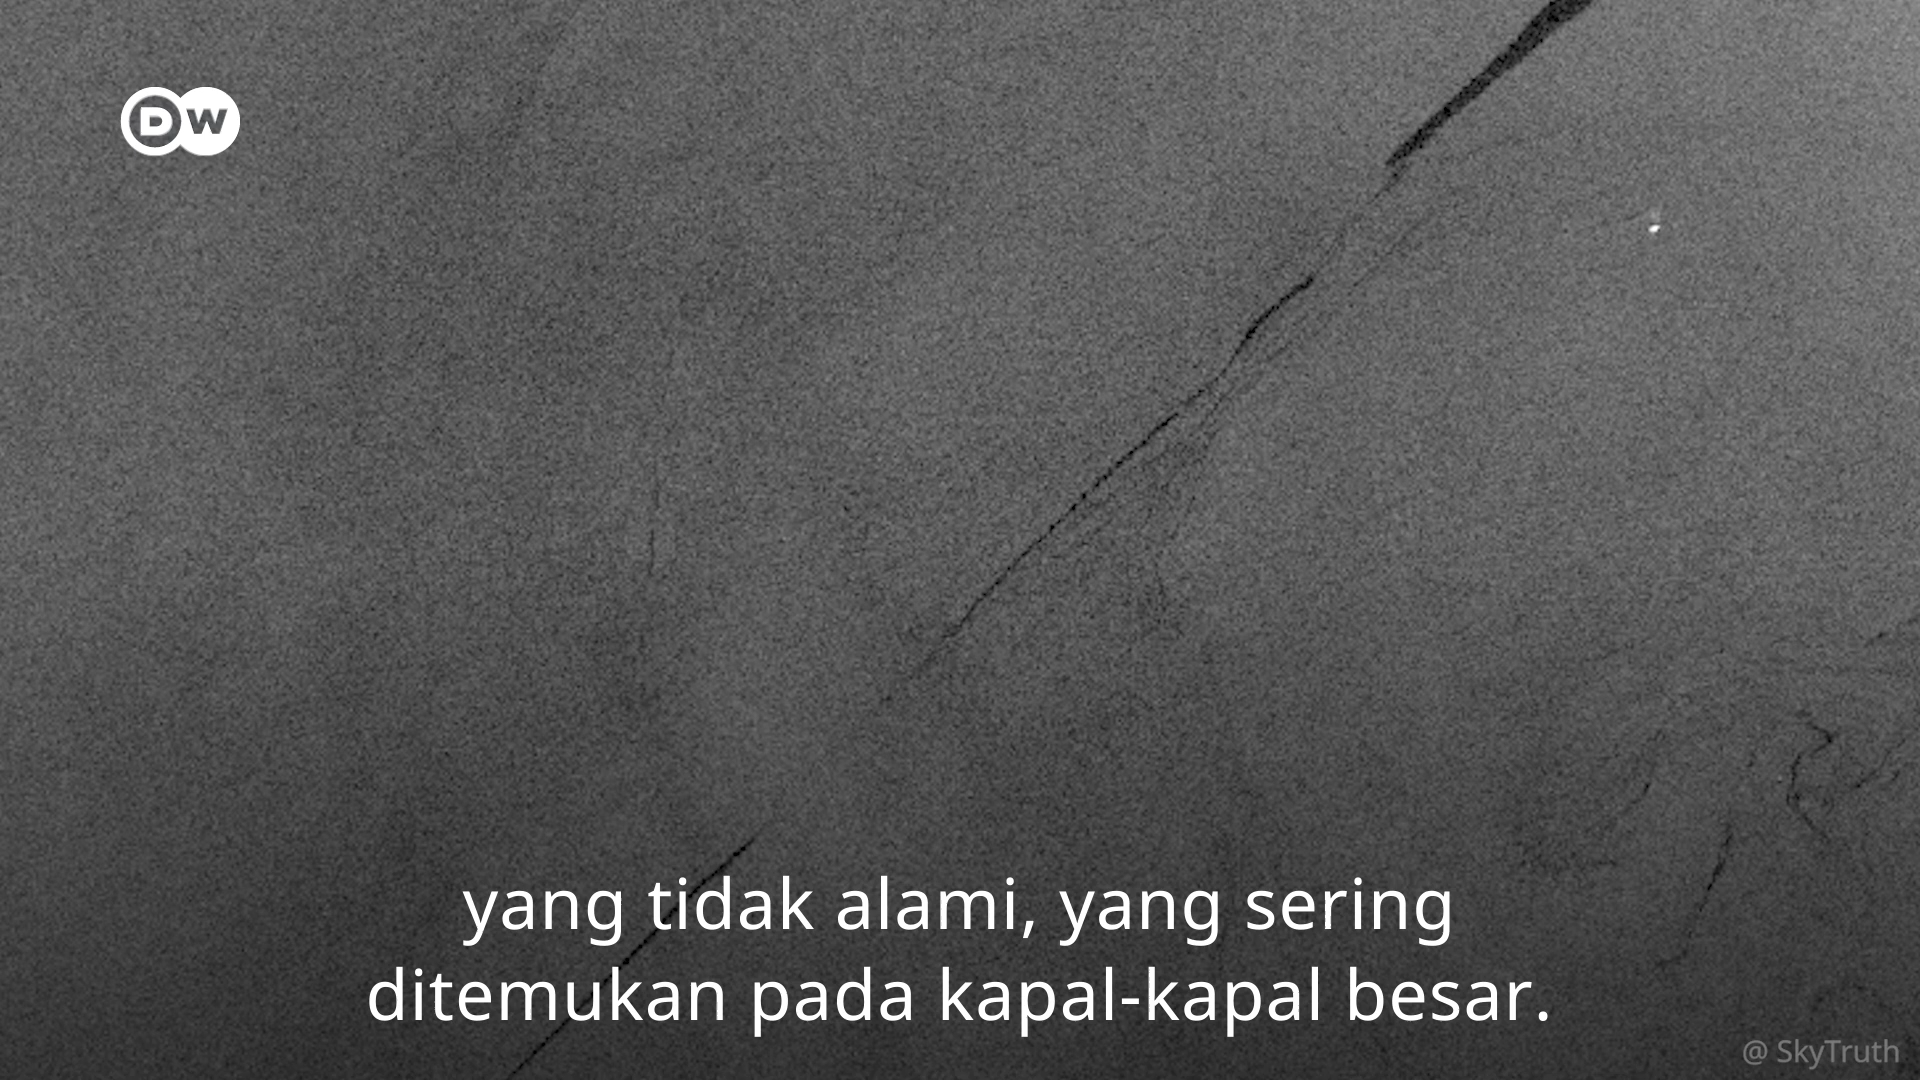 DW
yang tidak alami, yang sering
ditemukan pada kapal-kapal besar.
@ SkyTruth